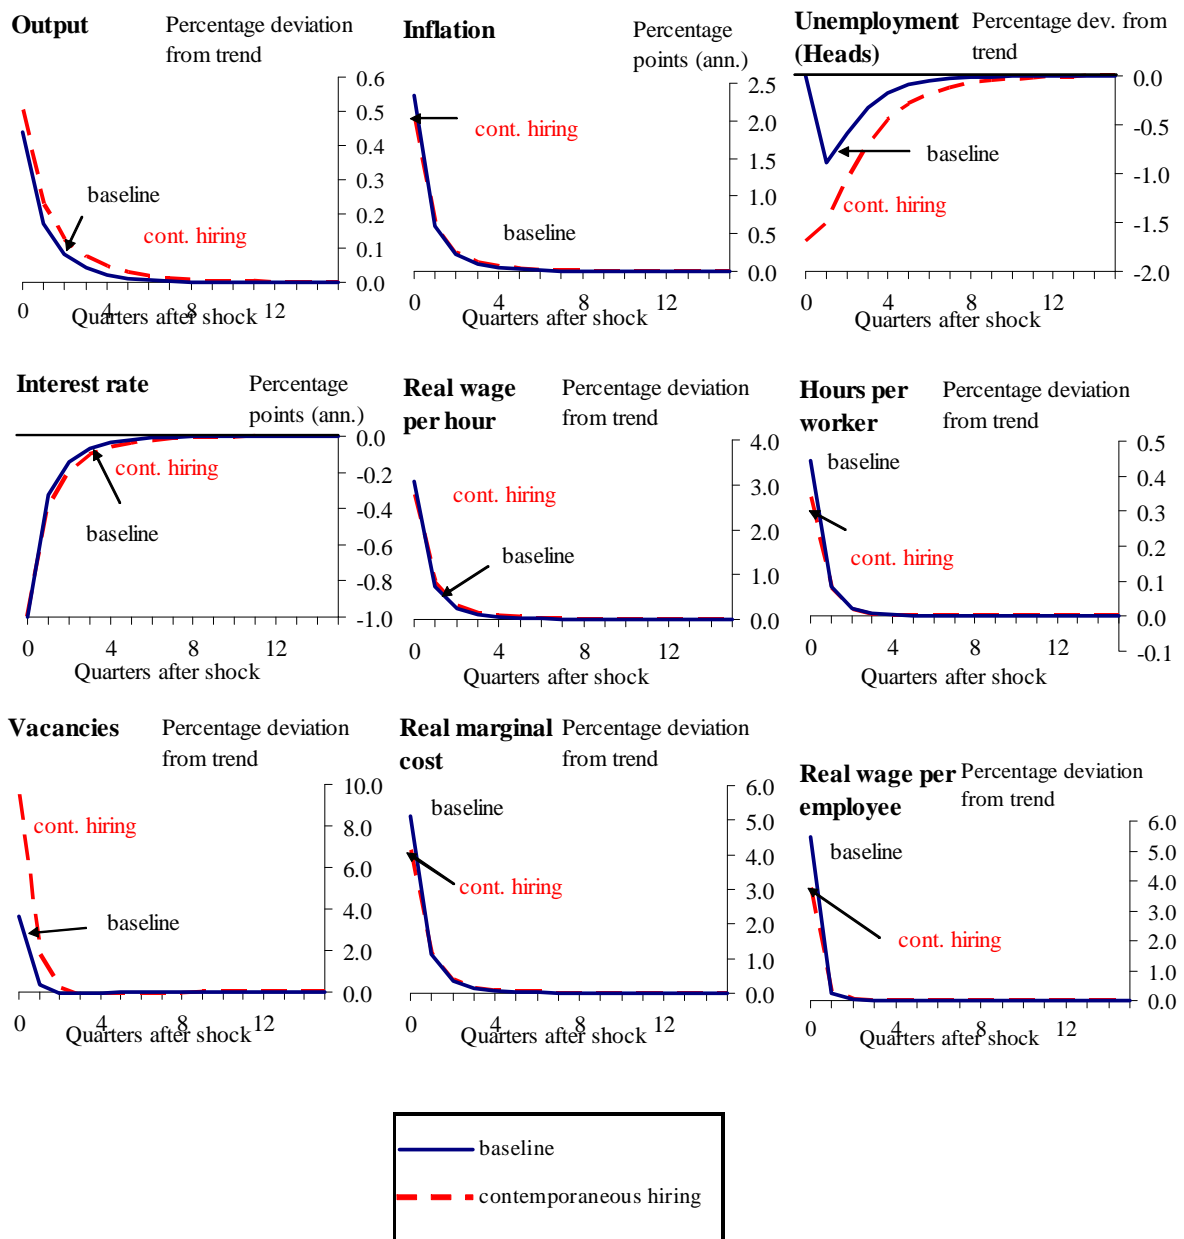 Output
Percentage deviation
from trend
0.6
0.5
0.4
0.3
0.2
0.1
0.0
baseline
cont. hiring
0 4 8 12
Quarters after shock
Inflation
Percentage
points (ann.)
2.5
2.0
1.5
1.0
0.5
0.0
cont. hiring
baseline
0 4 8 12
Quarters after shock
Unemployment
(Heads)
Percentage dev. from
trend
0.0
-0.5
-1.0
-1.5
-2.0
baseline
cont. hiring
0 4 8 12
Quarters after shock
Interest rate
Percentage
points (ann.)
0.0
-0.2
-0.4
-0.6
-0.8
-1.0
cont. hiring
baseline
0 4 8 12
Quarters after shock
Real wage
per hour
Percentage deviation
from trend
4.0
3.0
2.0
1.0
0.0
cont. hiring
baseline
0 4 8 12
Quarters after shock
Hours per
worker
Percentage deviation
from trend
0.5
0.4
0.3
0.2
0.1
0.0
-0.1
baseline
cont. hiring
0 4 8 12
Quarters after shock
Vacancies
Percentage deviation
from trend
10.0
8.0
6.0
4.0
2.0
0.0
cont. hiring
baseline
0 4 8 12
Quarters after shock
Real marginal
cost
Percentage deviation
from trend
6.0
5.0
4.0
3.0
2.0
1.0
0.0
baseline
cont. hiring
0 4 8 12
Quarters after shock
Real wage per
employee
Percentage deviation
from trend
6.0
5.0
4.0
3.0
2.0
1.0
0.0
baseline
cont. hiring
0 4 8 12
Quarters after shock
baseline
contemporaneous hiring